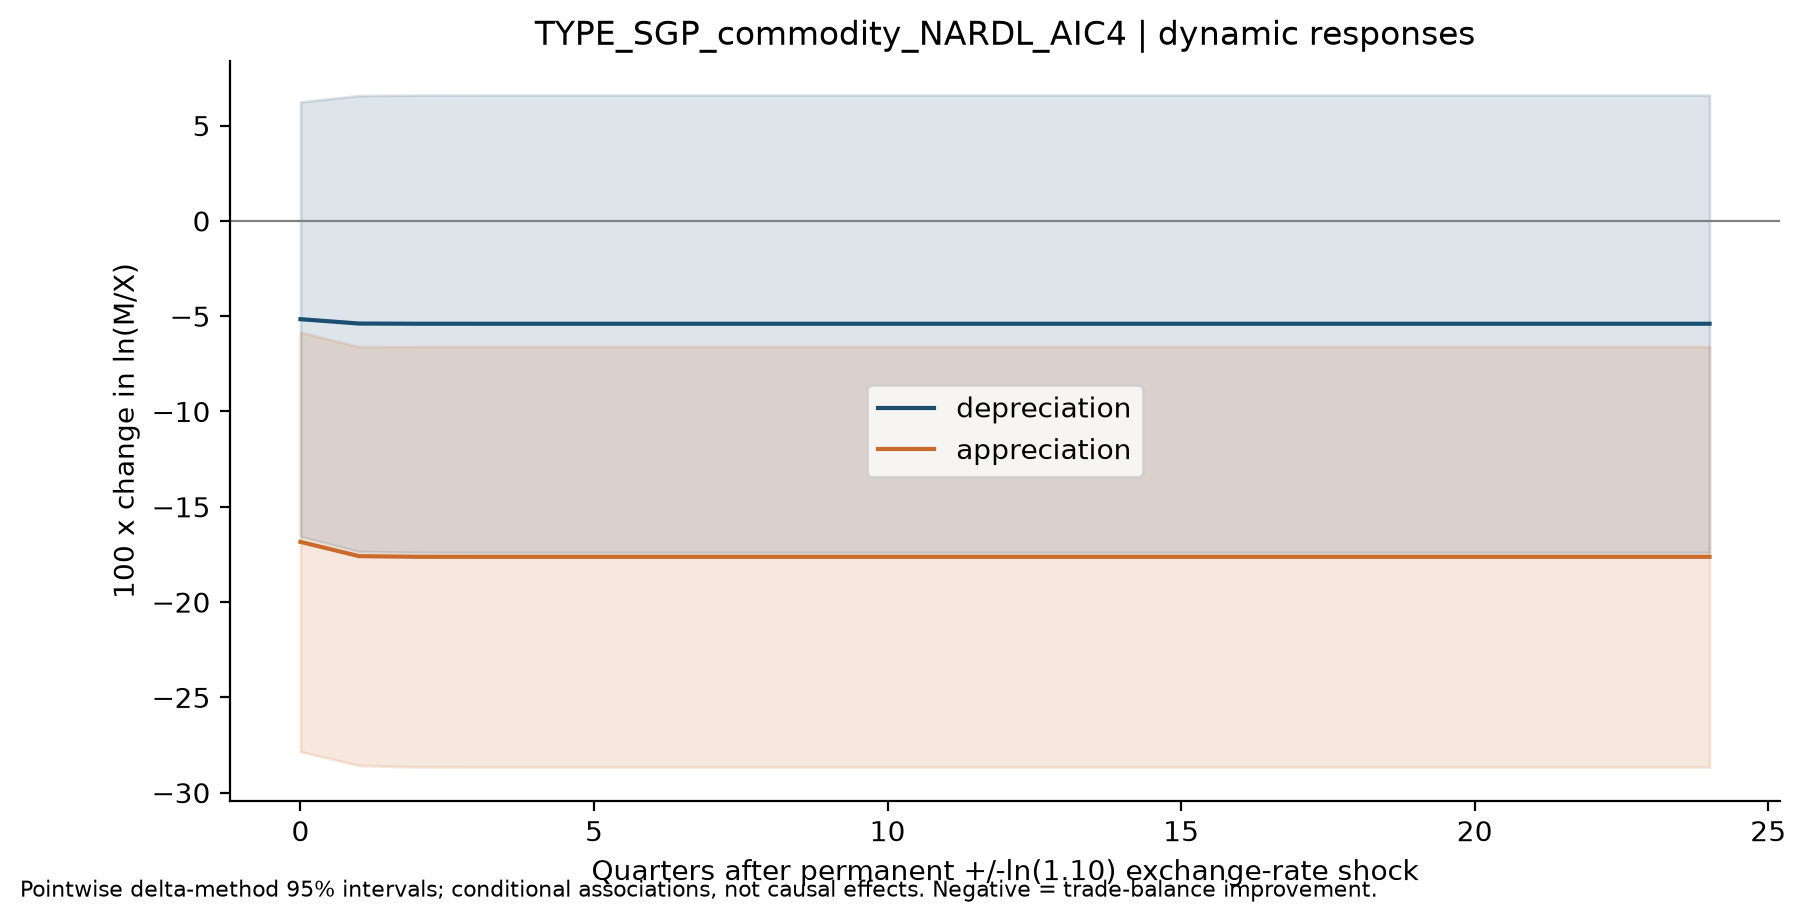 TYPE_SGP_commodity_NARDL_AIC4 | dynamic responses
100 x change in ln(M/X)
5
0
−5
−10
−15
−20
−25
−30
depreciation
appreciation
0 5 10 15 20 25
Quarters after permanent +/-ln(1.10) exchange-rate shock
Pointwise delta-method 95% intervals; conditional associations, not causal effects. Negative = trade-balance improvement.